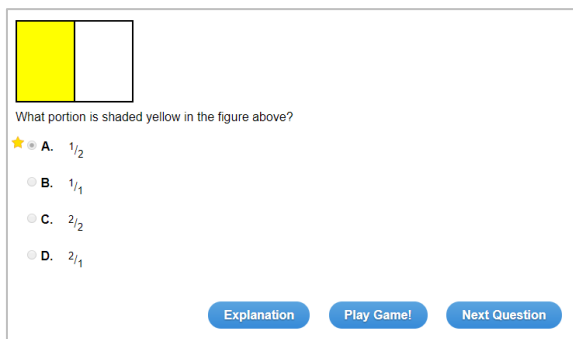 What portion is shaded yellow in the figure above?
A. 1/2
B. 1/1
C. 2/2
D. 2/1
Explanation Play Game! Next Question